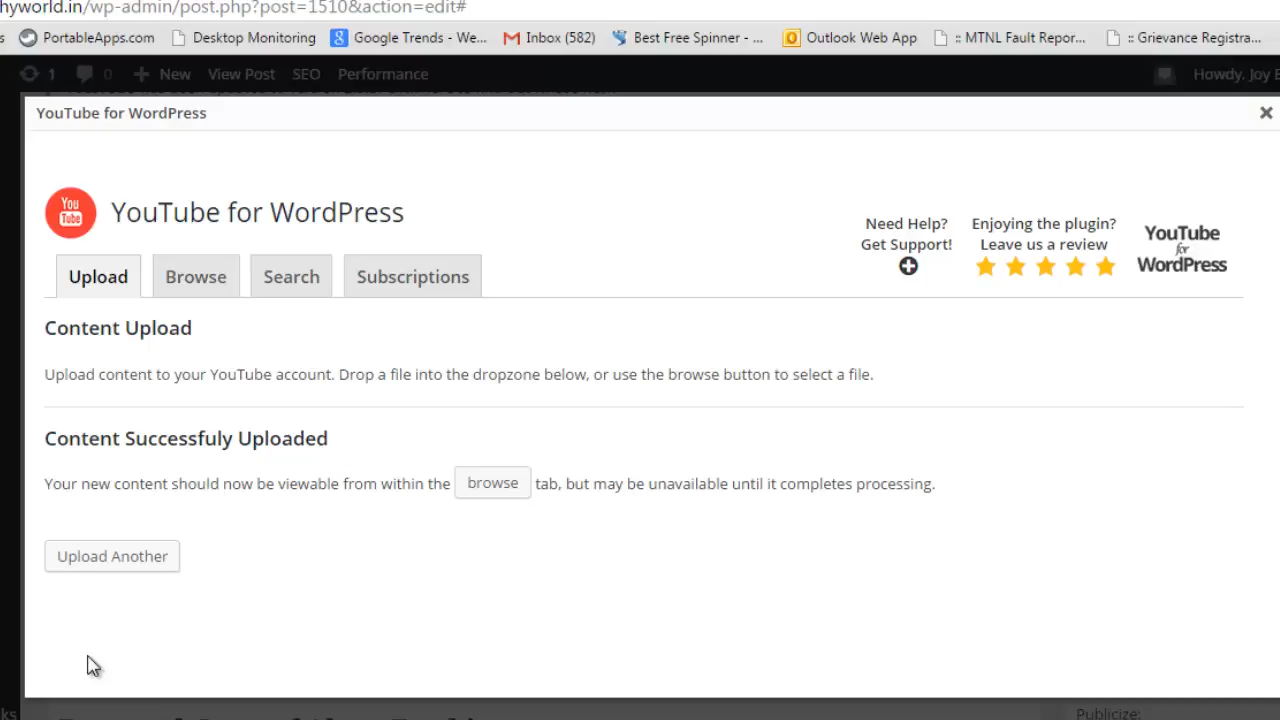 hyworld.in/wp-admin/post.php?post=1510&action=edit#
s PortableApps.com Desktop Monitoring Google Trends - We... Inbox (582) Best Free Spinner - ... Outlook Web App :: MTNL Fault Repor... :: Grievance Registra...
1 0 New View Post SEO Performance Howdy, Joy
YouTube for WordPress
You
Tube
YouTube for WordPress
Need Help?
Get Support!
Enjoying the plugin?
Leave us a review
YouTube
for
WordPress
Upload Browse Search Subscriptions
Content Upload
Upload content to your YouTube account. Drop a file into the dropzone below, or use the browse button to select a file.
Content Successfuly Uploaded
Your new content should now be viewable from within the browse tab, but may be unavailable until it completes processing.
Upload Another
ks
Publicize: